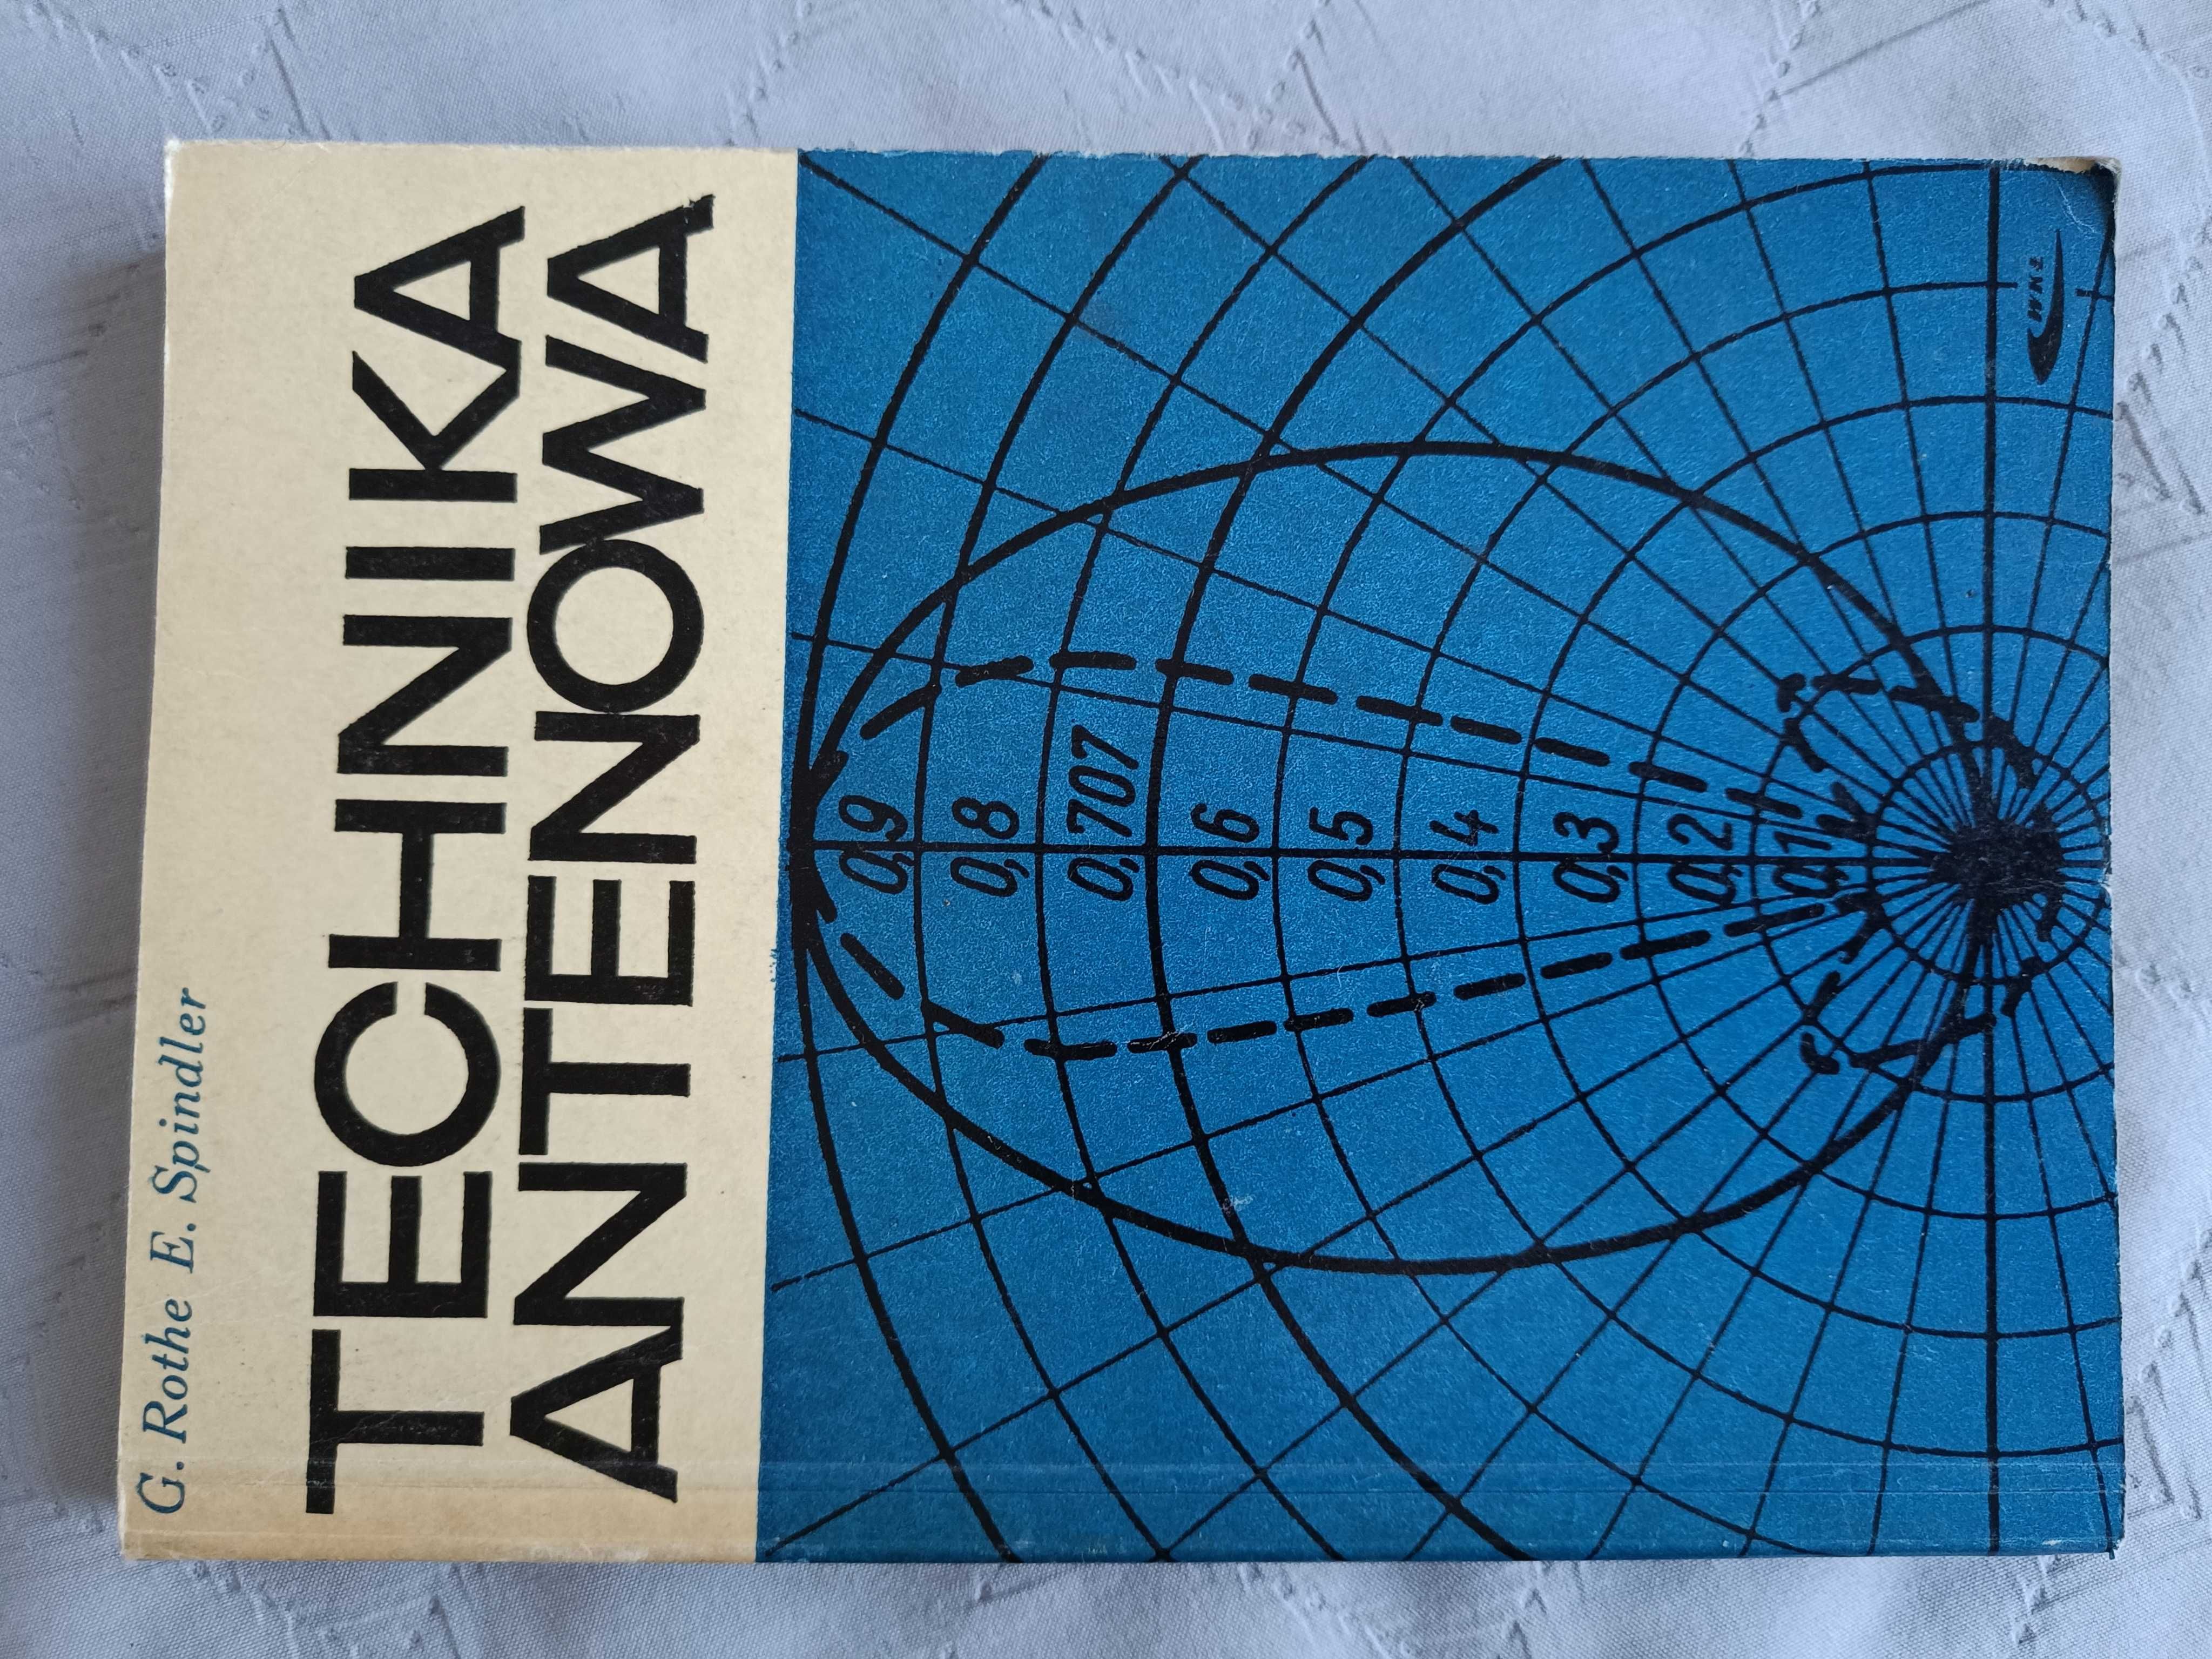 G. Rothe E. Spindler
TECHNIKA
ANTENOWA
0,9
0,8
0,707
0,6
0,5
0,4
0,3
0,2
0,1
WKŁ